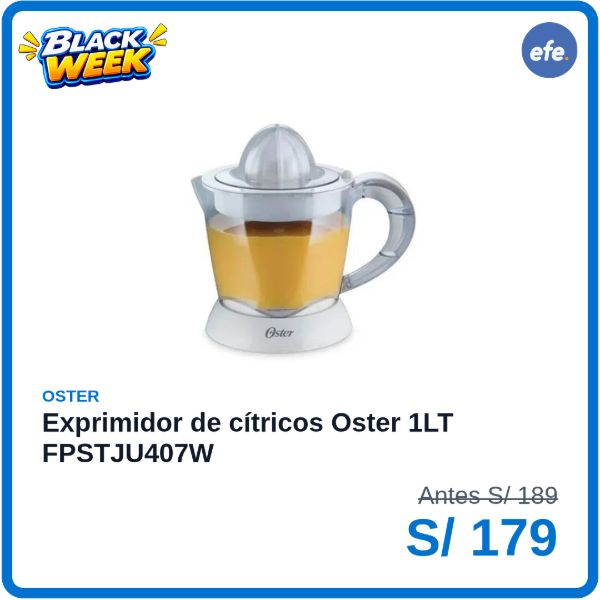 BLACK
WEEK
efe.
Oster
OSTER
Exprimidor de cítricos Oster 1LT
FPSTJU407W
Antes S/ 189
S/ 179